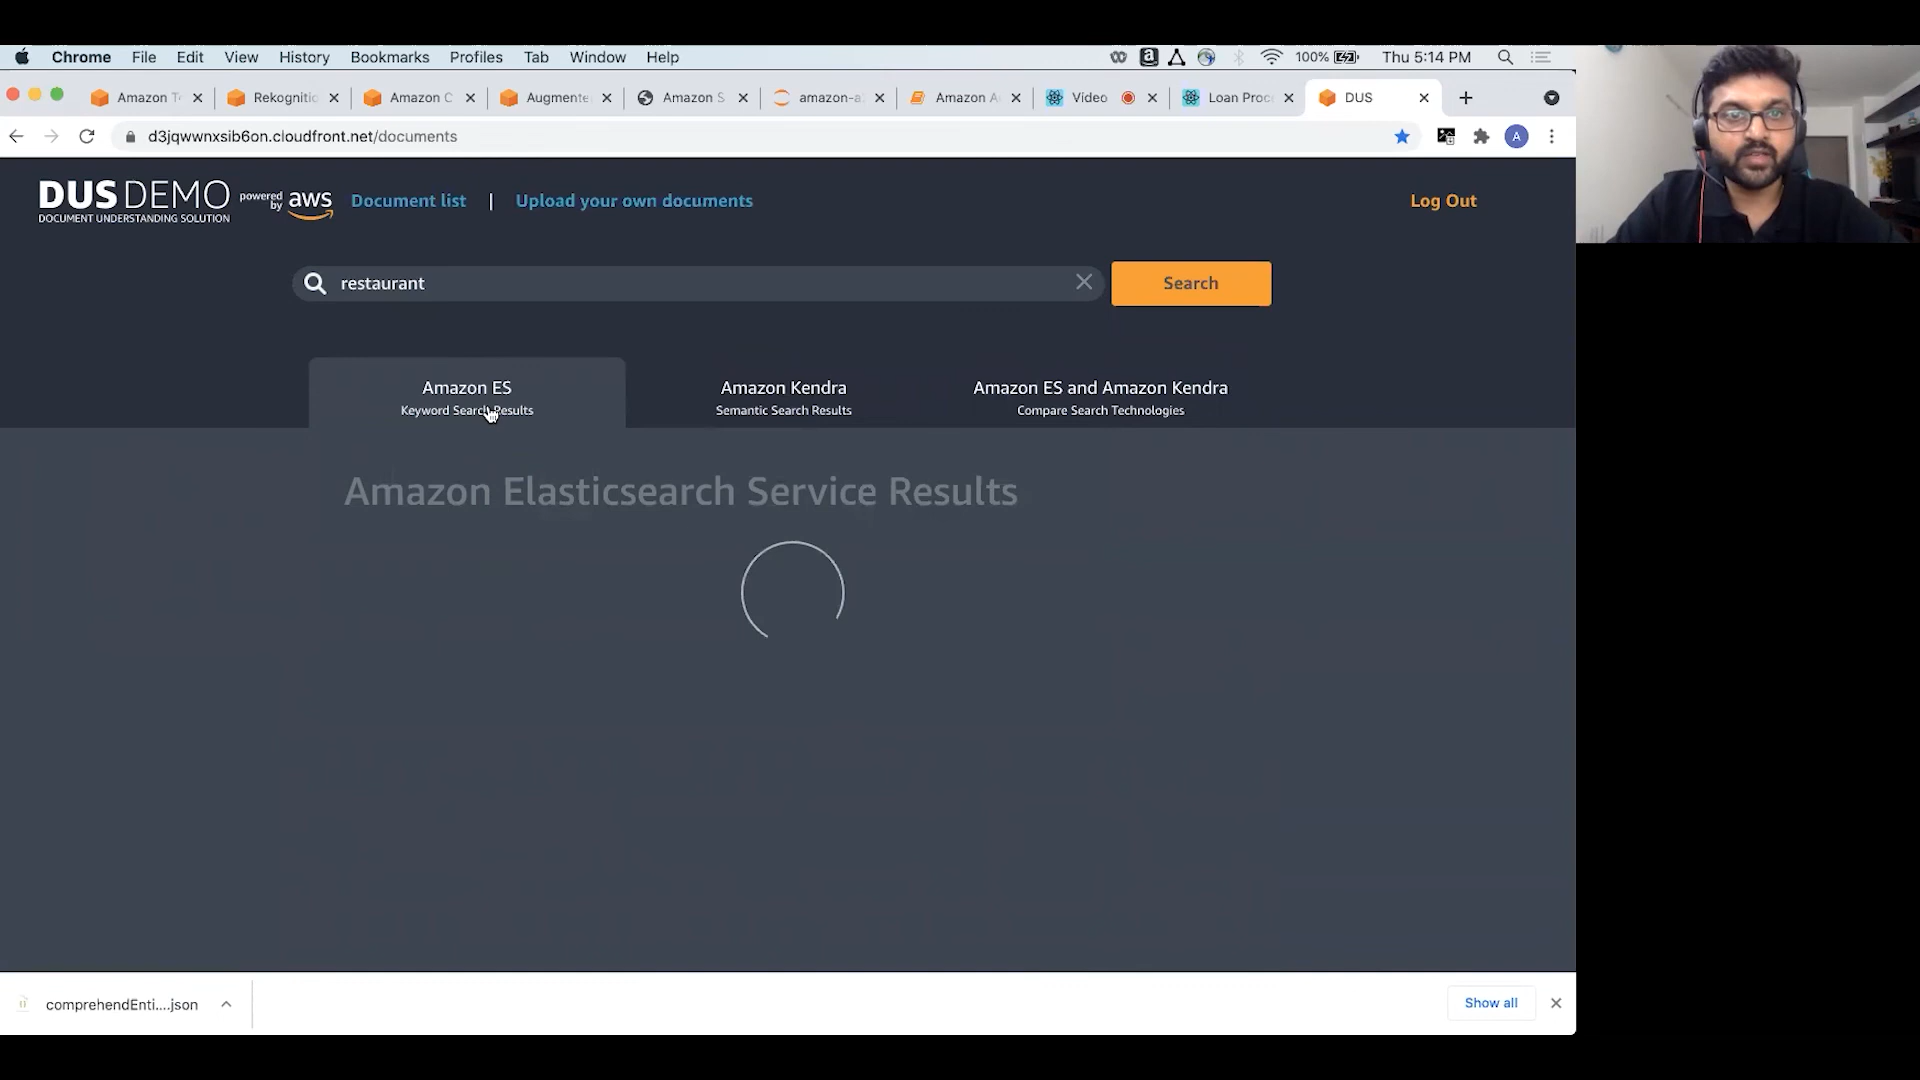 Chrome File Edit View History Bookmarks Profiles Tab Window Help 100% Thu 5:14 PM
Amazon T Rekognitic Amazon C Augmente Amazon S amazon-a Amazon A Video Loan Proc DUS
d3jqwwnxsib6on.cloudfront.net/documents A
DUS DEMO powered by aws Document list | Upload your own documents Log Out
DOCUMENT UNDERSTANDING SOLUTION
restaurant Search
Amazon ES Amazon Kendra Amazon ES and Amazon Kendra
Keyword Search Results Semantic Search Results Compare Search Technologies
Amazon Elasticsearch Service Results
comprehendEnti....json Show all